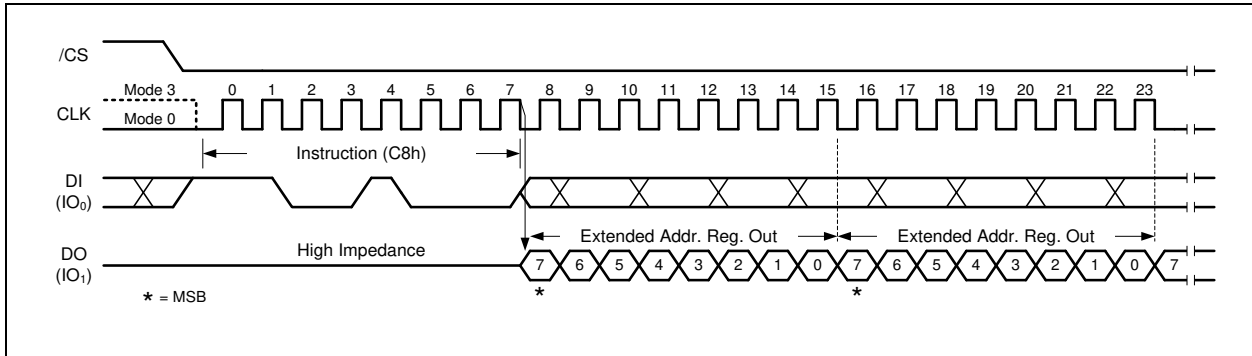 /CS
Mode 3
0 1 2 3 4 5 6 7 8 9 10 11 12 13 14 15 16 17 18 19 20 21 22 23
CLK
Mode 0
Instruction (C8h)
DI
(IO0)
Extended Addr. Reg. Out Extended Addr. Reg. Out
High Impedance
DO
(IO1)
7 6 5 4 3 2 1 0 7 6 5 4 3 2 1 0 7
* *
* = MSB